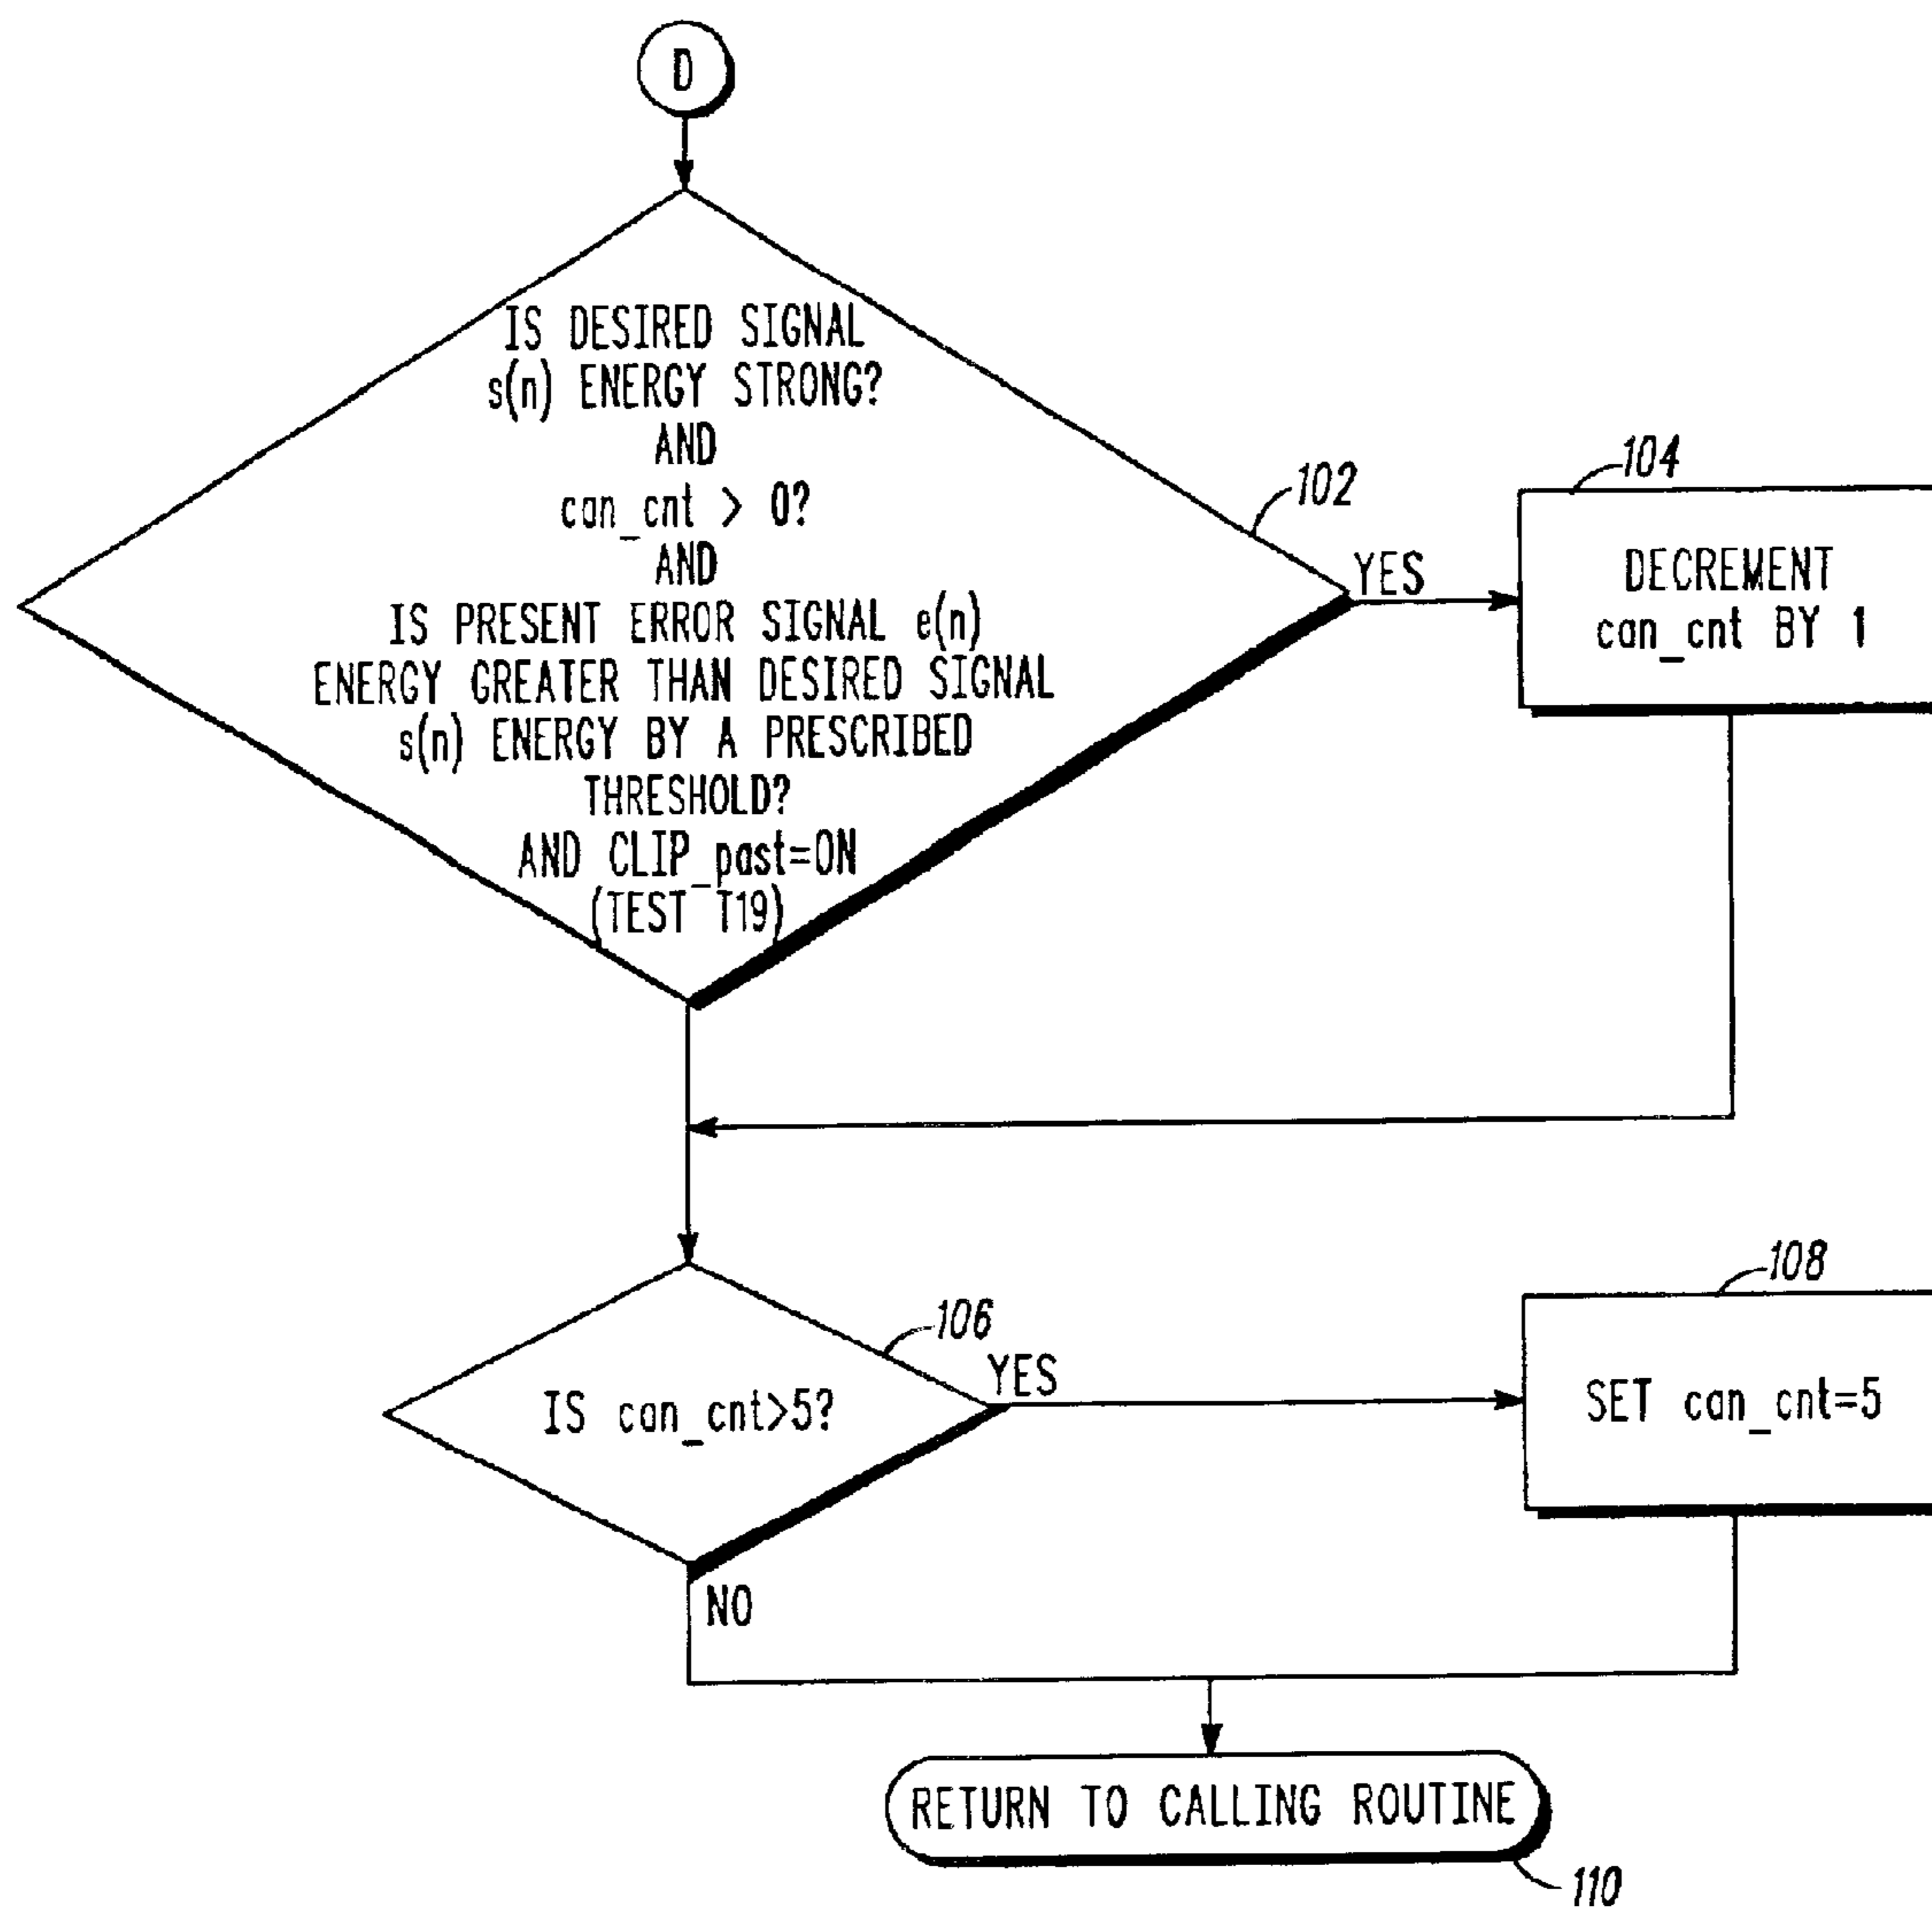 D
IS DESIRED SIGNAL
s(n) ENERGY STRONG?
AND
can_cnt > 0?
AND
IS PRESENT ERROR SIGNAL e(n)
ENERGY GREATER THAN DESIRED SIGNAL
s(n) ENERGY BY A PRESCRIBED
THRESHOLD?
AND CLIP_past=ON
(TEST T19)
102
YES
104
DECREMENT
can_cnt BY 1
106
IS can_cnt>5?
YES
NO
108
SET can_cnt=5
RETURN TO CALLING ROUTINE
110